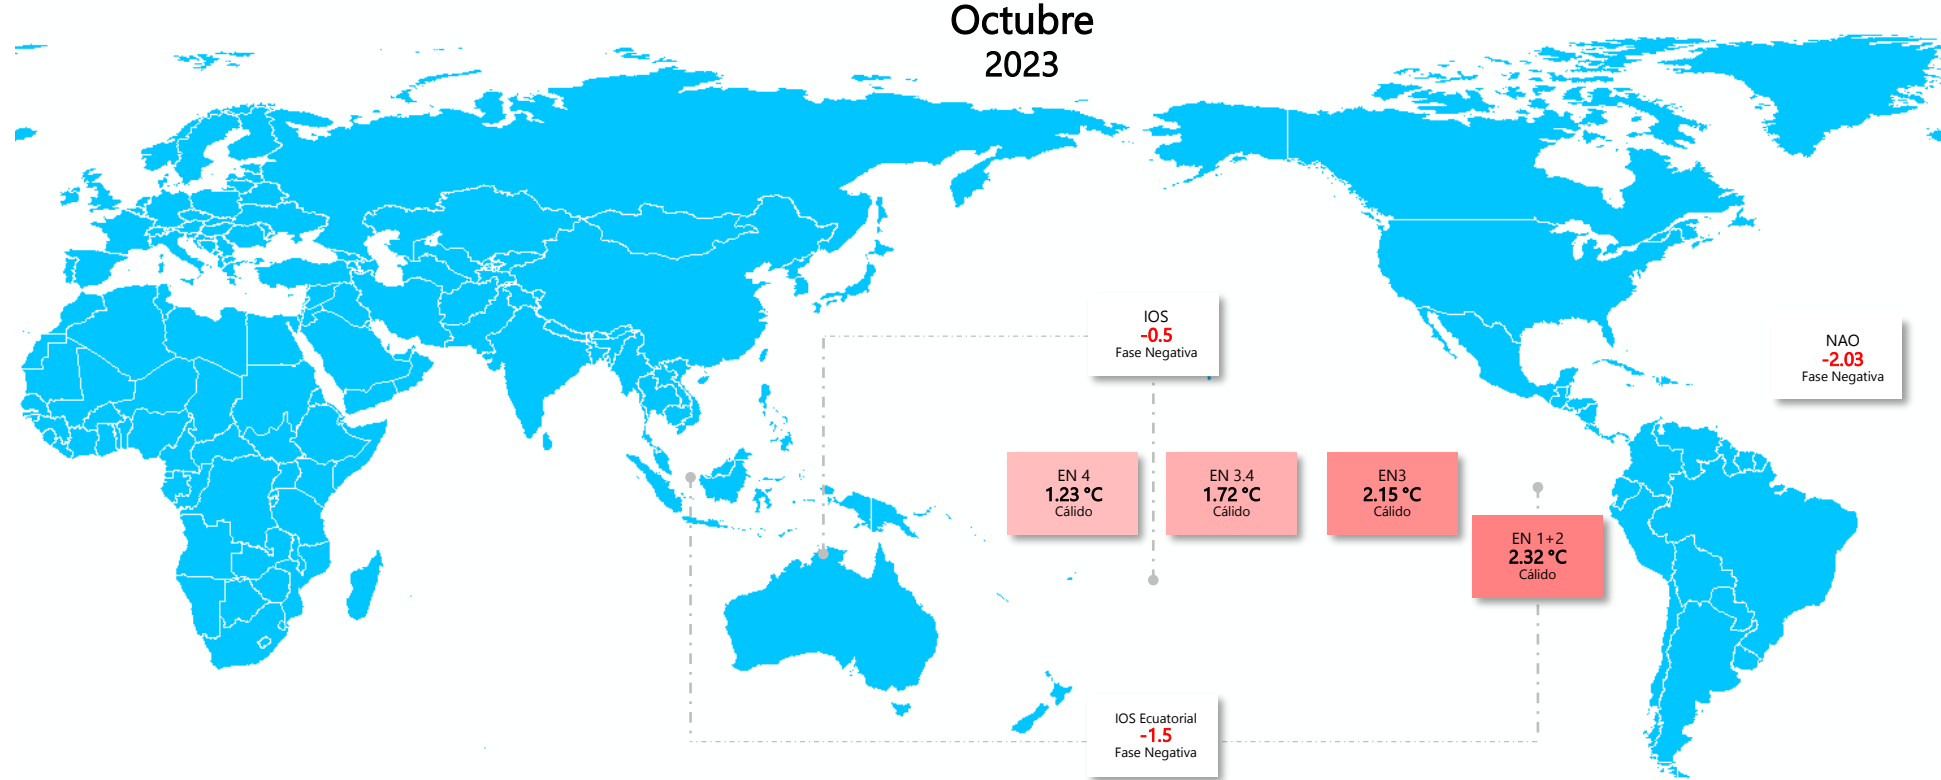 Octubre
2023
IOS
-0.5
Fase Negativa
NAO
-2.03
Fase Negativa
EN 4
1.23 °C
Cálido
EN 3.4
1.72 °C
Cálido
EN3
2.15 °C
Cálido
EN 1+2
2.32 °C
Cálido
IOS Ecuatorial
-1.5
Fase Negativa